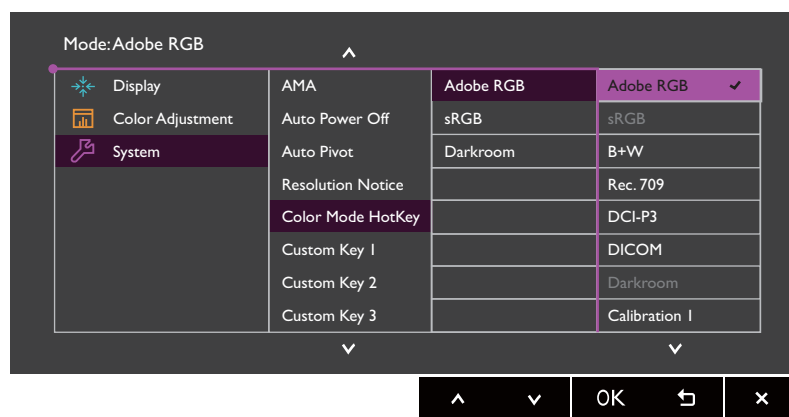 Mode: Adobe RGB
Display AMA Adobe RGB Adobe RGB
Color Adjustment Auto Power Off sRGB sRGB
System Auto Pivot Darkroom B+W
Resolution Notice Rec. 709
Color Mode HotKey DCI-P3
Custom Key 1 DICOM
Custom Key 2 Darkroom
Custom Key 3 Calibration 1
OK